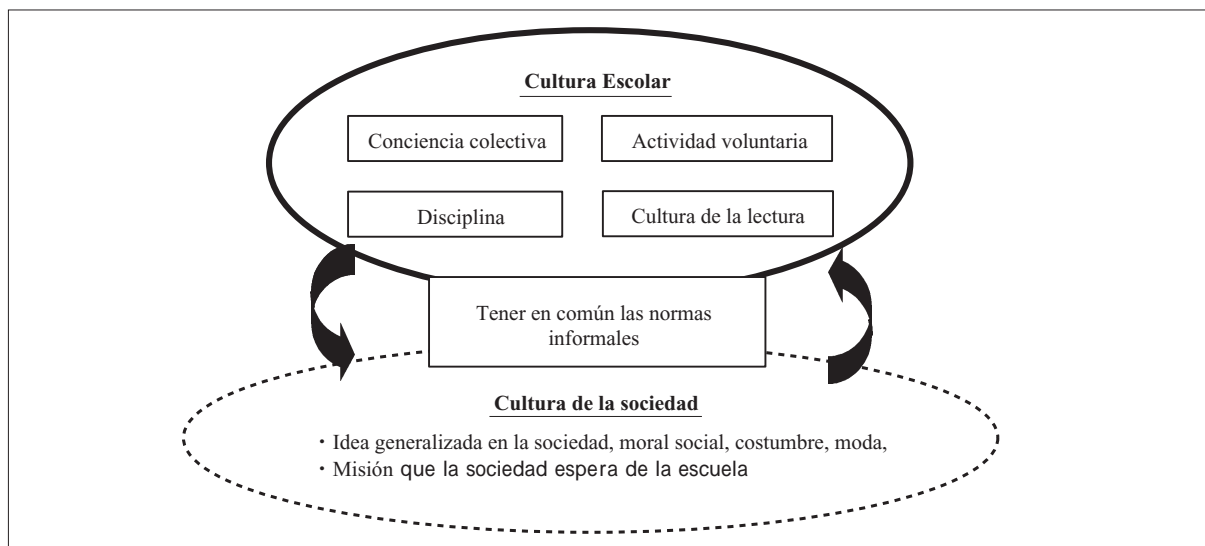 Cultura Escolar
Conciencia colectiva
Actividad voluntaria
Disciplina
Cultura de la lectura
Tener en común las normas
informales
Cultura de la sociedad
・Idea generalizada en la sociedad, moral social, costumbre, moda,
・Misión que la sociedad espera de la escuela